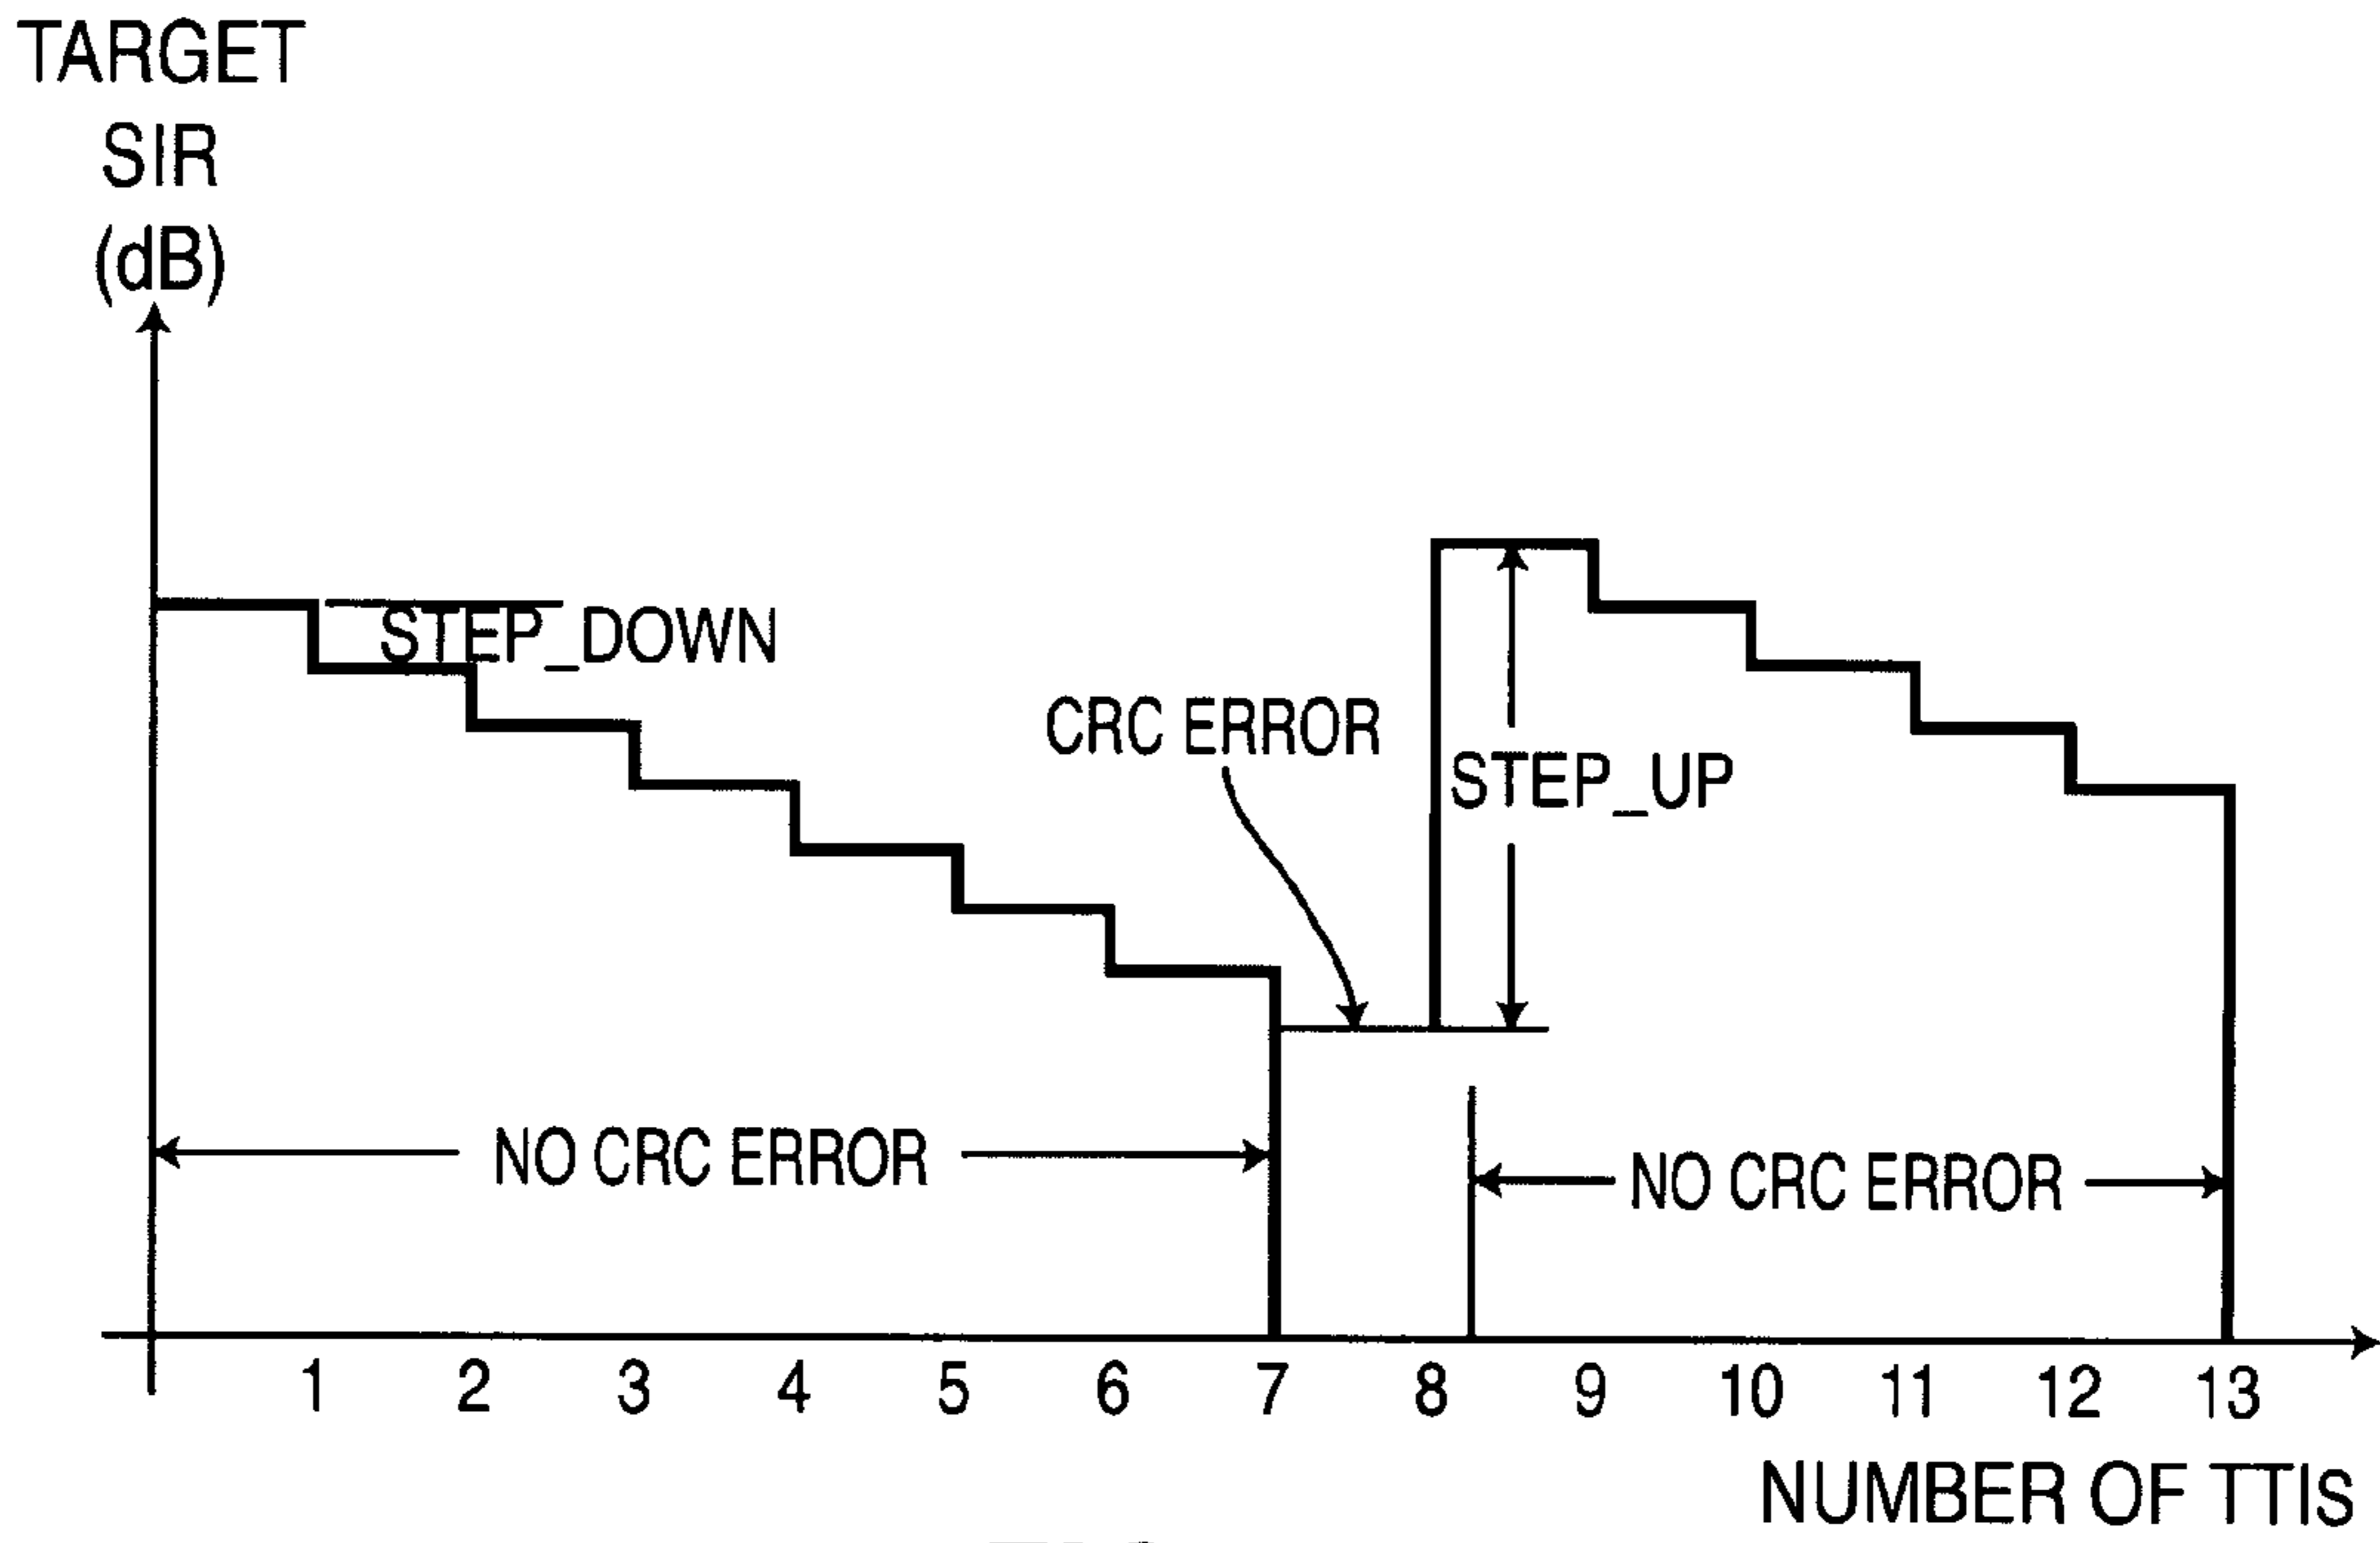 TARGET
SIR
(dB)
STEP_DOWN
CRC ERROR
STEP_UP
NO CRC ERROR
NO CRC ERROR
1 2 3 4 5 6 7 8 9 10 11 12 13
NUMBER OF TTIS